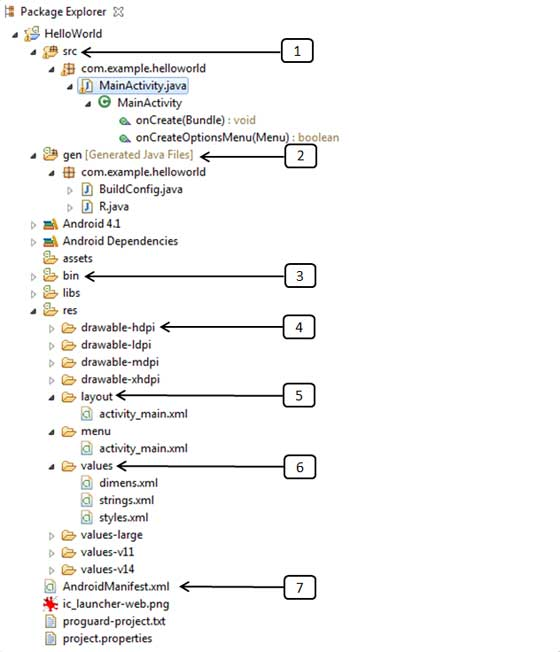 Package Explorer
HelloWorld
src 1
com.example.helloworld
MainActivity.java
MainActivity
onCreate(Bundle) : void
onCreateOptionsMenu(Menu) : boolean
gen [Generated Java Files] 2
com.example.helloworld
BuildConfig.java
R.java
Android 4.1
Android Dependencies
assets
bin 3
libs
res
drawable-hdpi 4
drawable-ldpi
drawable-mdpi
drawable-xhdpi
layout 5
activity_main.xml
menu
activity_main.xml
values 6
dimens.xml
strings.xml
styles.xml
values-large
values-v11
values-v14
AndroidManifest.xml 7
ic_launcher-web.png
proguard-project.txt
project.properties